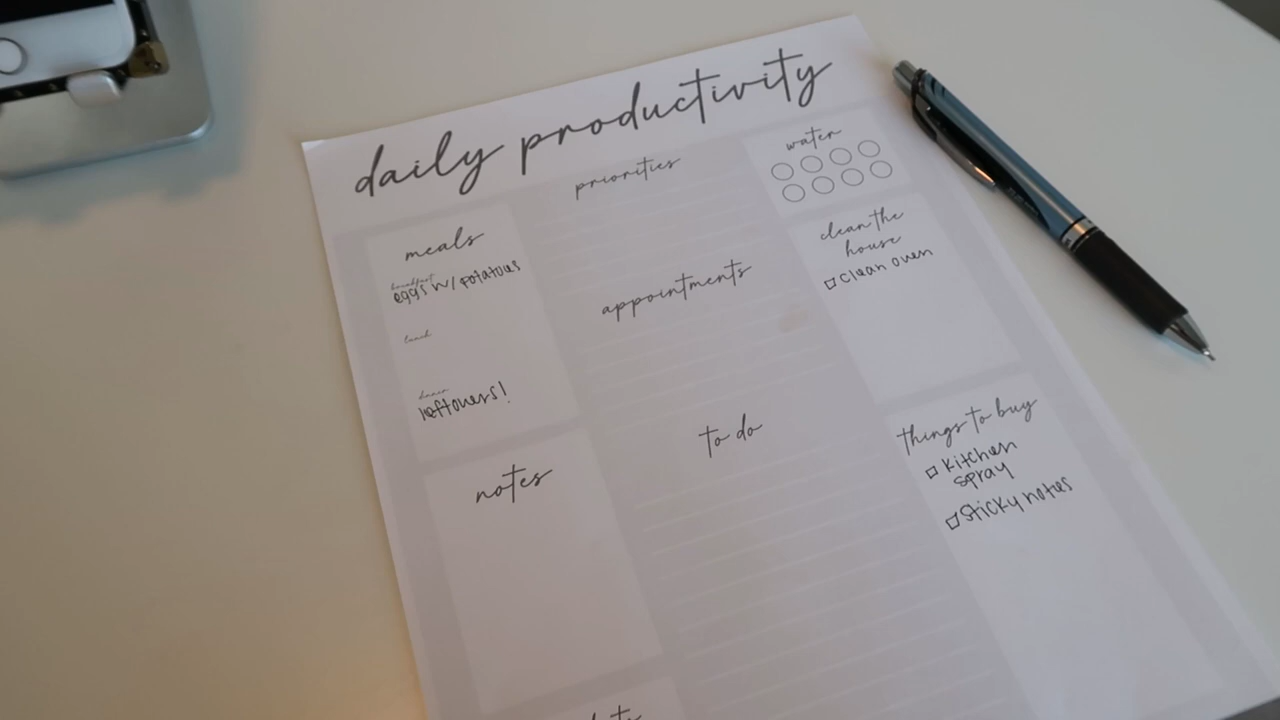 daily productivity
priorities
water
meals
breakfast
eggs w/ potatoes
lunch
dinner
leftovers!
appointments
clean the
house
clean oven
notes
to do
things to buy
kitchen
spray
sticky notes